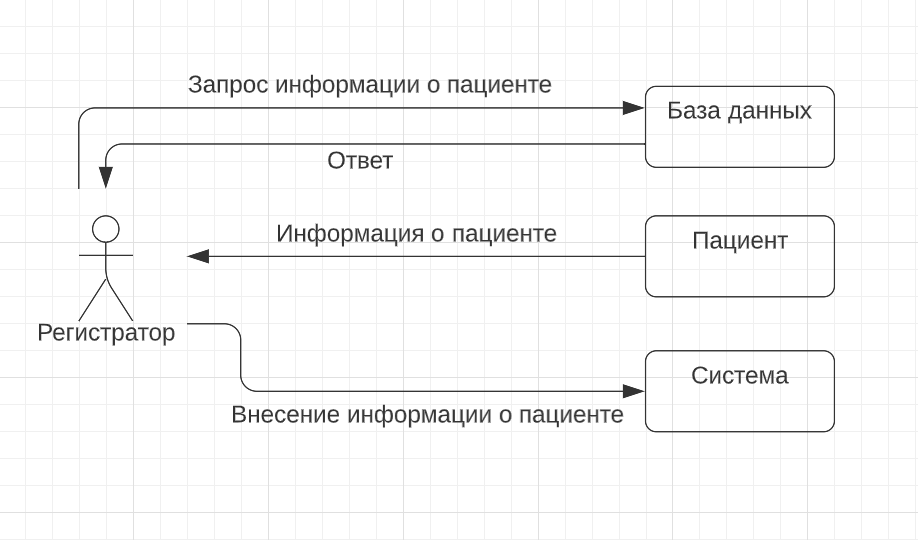 Запрос информации о пациенте
База данных
Ответ
Информация о пациенте
Пациент
Регистратор
Система
Внесение информации о пациенте